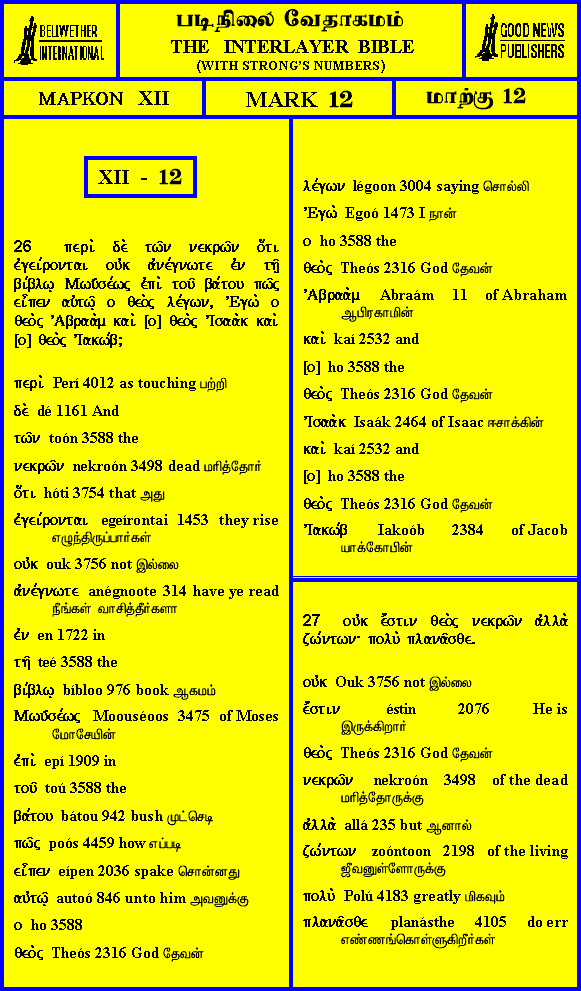 BELLWETHER
INTERNATIONAL
படிநிலை வேதாகமம்
THE INTERLAYER BIBLE
(WITH STRONG'S NUMBERS)
GOOD NEWS
PUBLISHERS
ΜΑΡΚΟΝ XII
MARK 12
மாற்கு 12
XII - 12
26 περὶ δὲ τῶν νεκρῶν ὅτι
ἐγείρονται οὐκ ἀνέγνωτε ἐν τῇ
βίβλῳ Μωΰσέως ἐπὶ τοῦ βάτου πῶς
εἶπεν αὐτῷ ο θεὸς λέγων, Ἐγὼ ο
θεὸς Ἀβραὰμ καὶ [ο] θεὸς Ἰσαὰκ καὶ
[ο] θεὸς Ἰακώβ;
περὶ Perí 4012 as touching பற்றி
δὲ dé 1161 And
τῶν toón 3588 the
νεκρῶν nekroón 3498 dead மரித்தோர்
ὅτι hóti 3754 that அது
ἐγείρονται egeírontai 1453 they rise
எழுந்திருப்பார்கள்
οὐκ ouk 3756 not இல்லை
ἀνέγνωτε anégnoote 314 have ye read
நீங்கள் வாசித்தீர்களா
ἐν en 1722 in
τῇ teé 3588 the
βίβλῳ bíbloo 976 book ஆகமம்
Μωΰσέως Moouséoos 3475 of Moses
மோசேயின்
ἐπὶ epí 1909 in
τοῦ toú 3588 the
βάτου bátou 942 bush முட்செடி
πῶς poós 4459 how எப்படி
εἶπεν eípen 2036 spake சொன்னது
αὐτῷ autoó 846 unto him அவனுக்கு
ο ho 3588
θεὸς Theós 2316 God தேவன்
λέγων légoon 3004 saying சொல்லி
Ἐγὼ Egoó 1473 I நான்
ο ho 3588 the
θεὸς Theós 2316 God தேவன்
Ἀβραὰμ Abraám 11 of Abraham
ஆபிரகாமின்
καὶ kaí 2532 and
[ο] ho 3588 the
θεὸς Theós 2316 God தேவன்
Ἰσαὰκ Isaák 2464 of Isaac ஈசாக்கின்
καὶ kaí 2532 and
[ο] ho 3588 the
θεὸς Theós 2316 God தேவன்
Ἰακώβ Iakoób 2384 of Jacob
யாக்கோபின்
27 οὐκ ἔστιν θεὸς νεκρῶν ἀλλὰ
ζώντων· πολὺ πλανᾶσθε.
οὐκ Ouk 3756 not இல்லை
ἔστιν éstin 2076 He is
இருக்கிறார்
θεὸς Theós 2316 God தேவன்
νεκρῶν nekroón 3498 of the dead
மரித்தோருக்கு
ἀλλὰ allá 235 but ஆனால்
ζώντων zoóntoon 2198 of the living
ஜீவனுள்ளோருக்கு
πολὺ Polú 4183 greatly மிகவும்
πλανᾶσθε planásthe 4105 do err
எண்ணங்கொள்ளுகிறீர்கள்